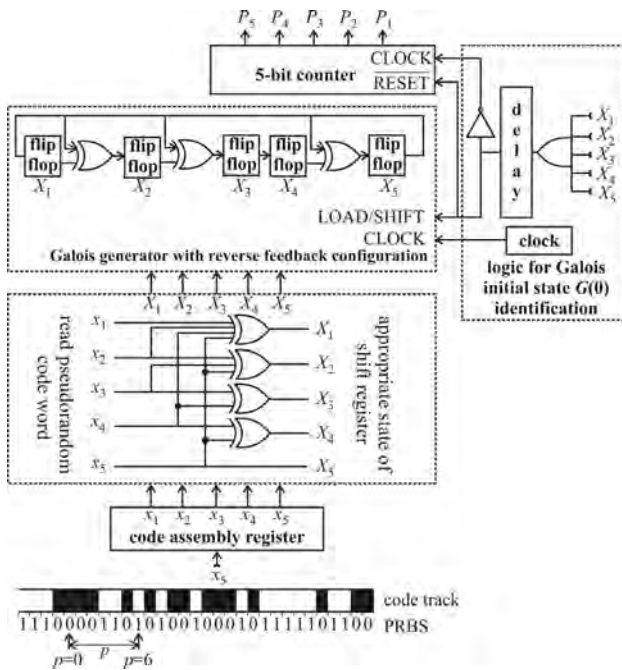 P5 P4 P3 P2 P1
CLOCK
5-bit counter
RESET
delay
X1
X2
X3
X4
X5
flip flop
flip flop
flip flop
flip flop
flip flop
X1 X2 X3 X4 X5
LOAD/SHIFT
CLOCK
clock
Galois generator with reverse feedback configuration
logic for Galois
initial state G(0)
identification
X1 X2 X3 X4 X5
read pseudorandom
code word
x1
x2
x3
x4
x5
X1
X2
X3
X4
X5
appropriate state of
shift register
x1 x2 x3 x4 x5
code assembly register
x5
code track
1110000110101001000101111101100 PRBS
p
p=0 p=6